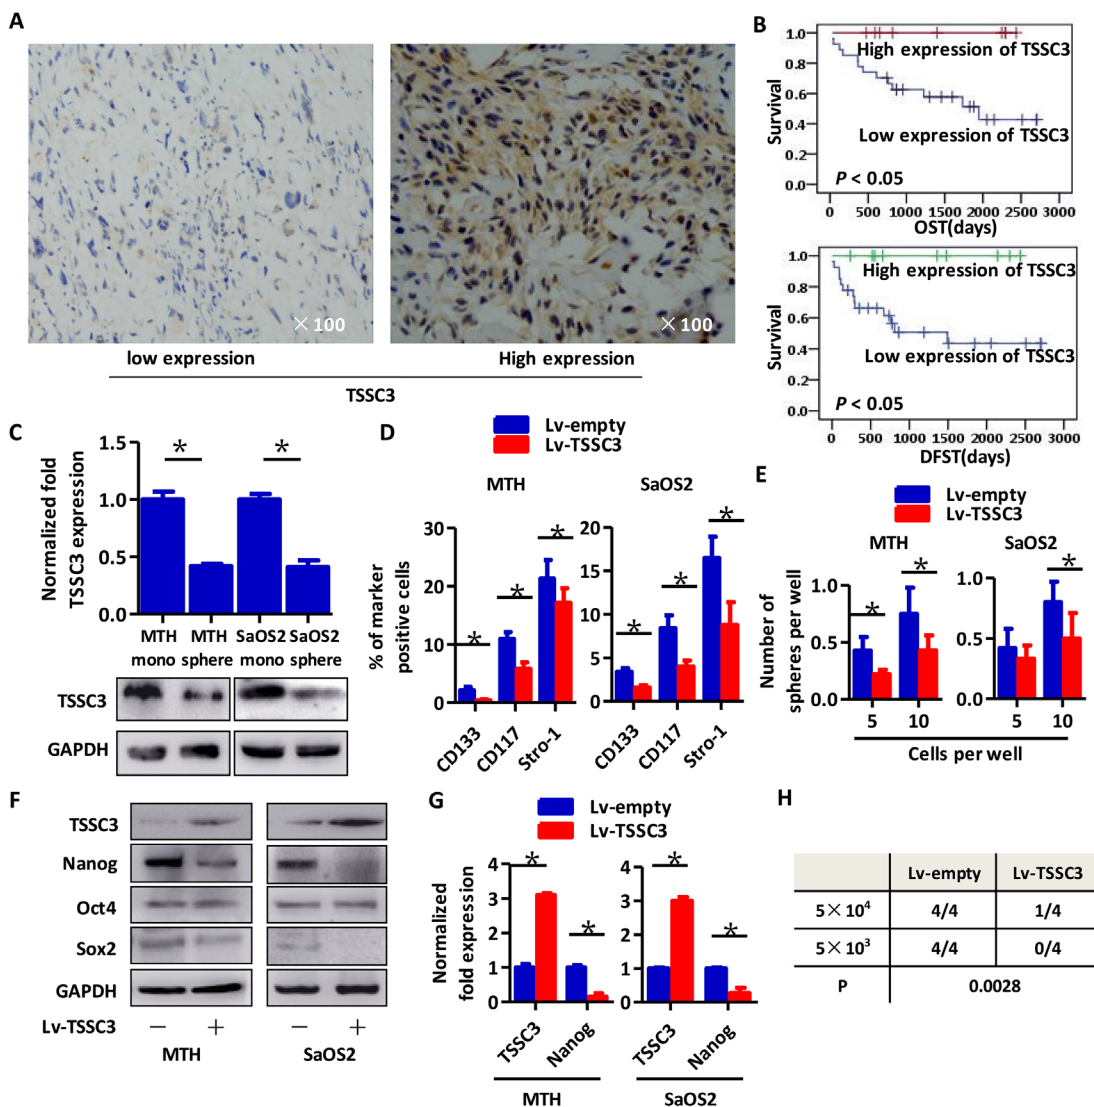 A
×100
×100
low expression
High expression
TSSC3
B
Survival
1.0
0.8
0.6
0.4
1.2
0.0
High expression of TSSC3
Low expression of TSSC3
P < 0.05
0 500 1000 1500 2000 2500 3000
OST(days)
Survival
1.0
0.8
0.6
0.4
1.2
0.0
High expression of TSSC3
Low expression of TSSC3
P < 0.05
0 500 1000 1500 2000 2500 3000
DFST(days)
C
Normalized fold
TSSC3 expression
1.5
1.0
0.5
0.0
* *
MTH MTH SaOS2 SaOS2
mono sphere mono sphere
TSSC3
GAPDH
D
Lv-empty
Lv-TSSC3
MTH SaOS2
% of marker
positive cells
30
20
10
0
* * *
CD133 CD117 Stro-1
20
15
10
5
0
* * *
CD133 CD117 Stro-1
E
Lv-empty
Lv-TSSC3
MTH SaOS2
Number of
spheres per well
1.0
0.5
0.0
* *
5 10
1.0
0.5
0.0
*
5 10
Cells per well
F
TSSC3
Nanog
Oct4
Sox2
GAPDH
Lv-TSSC3 − + − +
MTH SaOS2
G
Lv-empty
Lv-TSSC3
Normalized
fold expression
4
3
2
1
0
* *
TSSC3 Nanog
MTH
4
3
2
1
0
* *
TSSC3 Nanog
SaOS2
H
Lv-empty Lv-TSSC3
5×10⁴ 4/4 1/4
5×10³ 4/4 0/4
P 0.0028